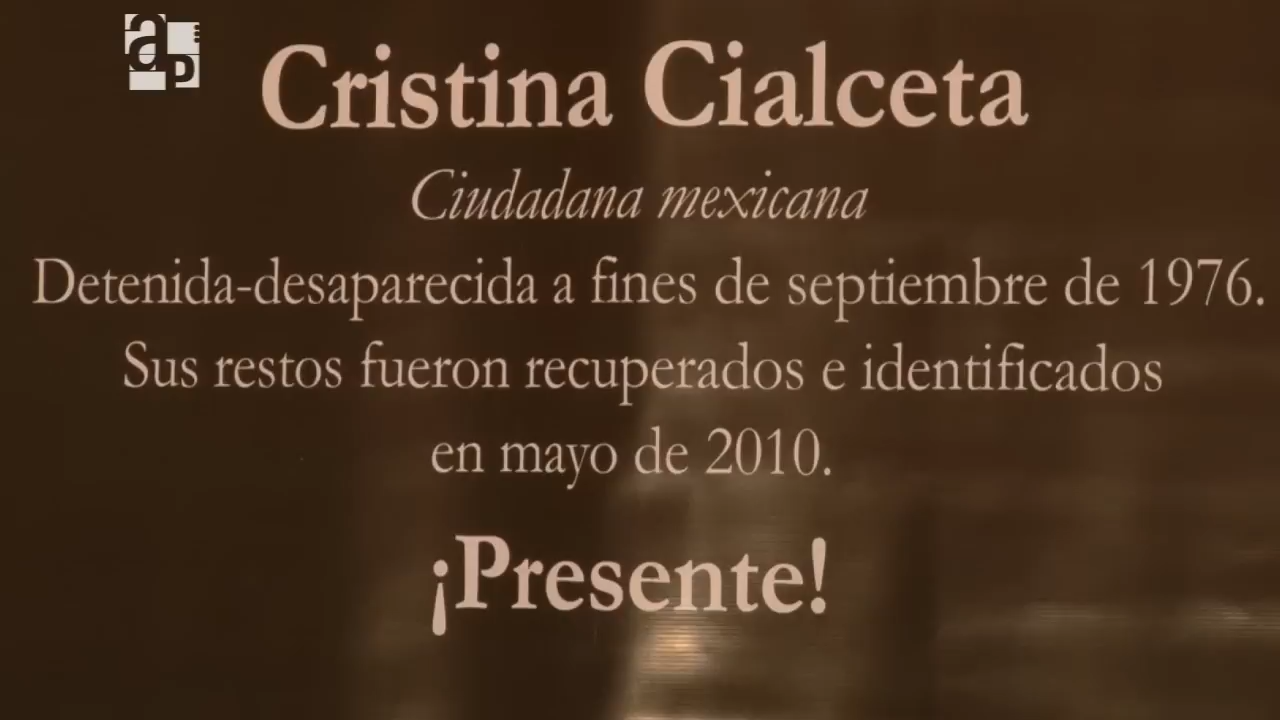 Cristina Cialceta
Ciudadana mexicana
Detenida-desaparecida a fines de septiembre de 1976.
Sus restos fueron recuperados e identificados
en mayo de 2010.
¡Presente!